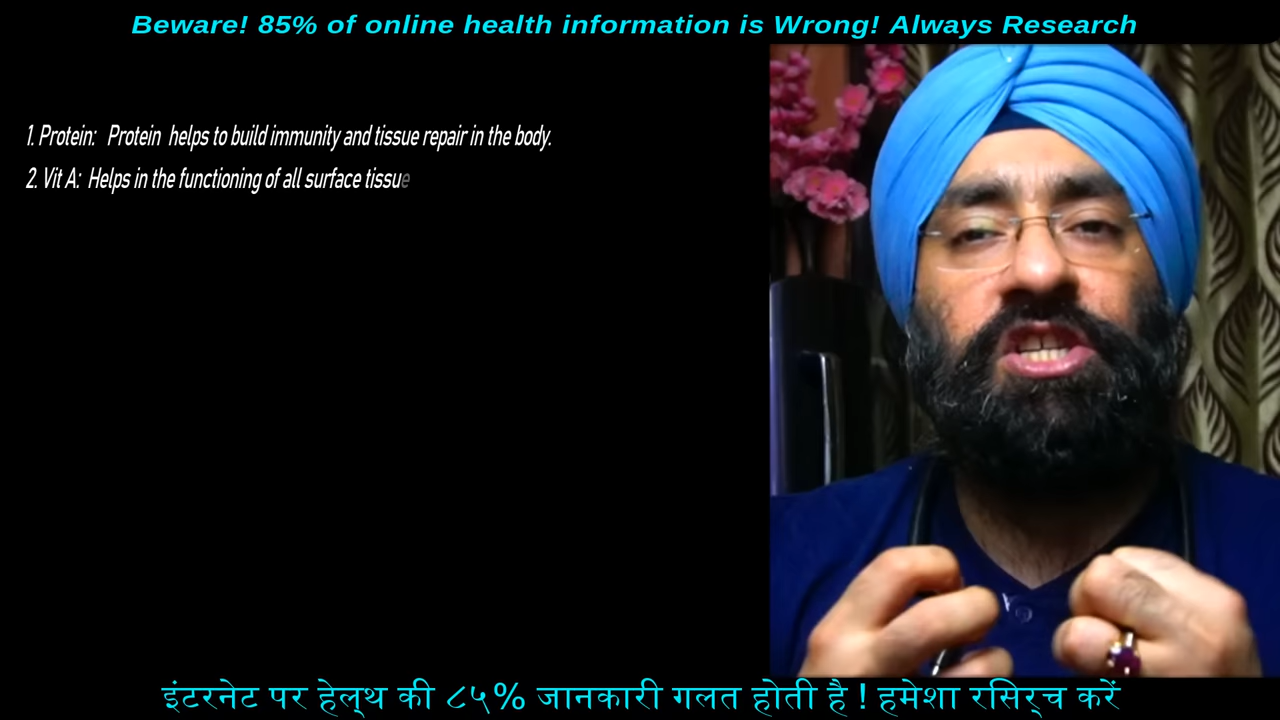 Beware! 85% of online health information is Wrong! Always Research
1. Protein: Protein helps to build immunity and tissue repair in the body.
2. Vit A: Helps in the functioning of all surface tissue
इंटरनेट पर हेल्थ की ८५% जानकारी गलत होती है ! हमेशा रसिर्च करें